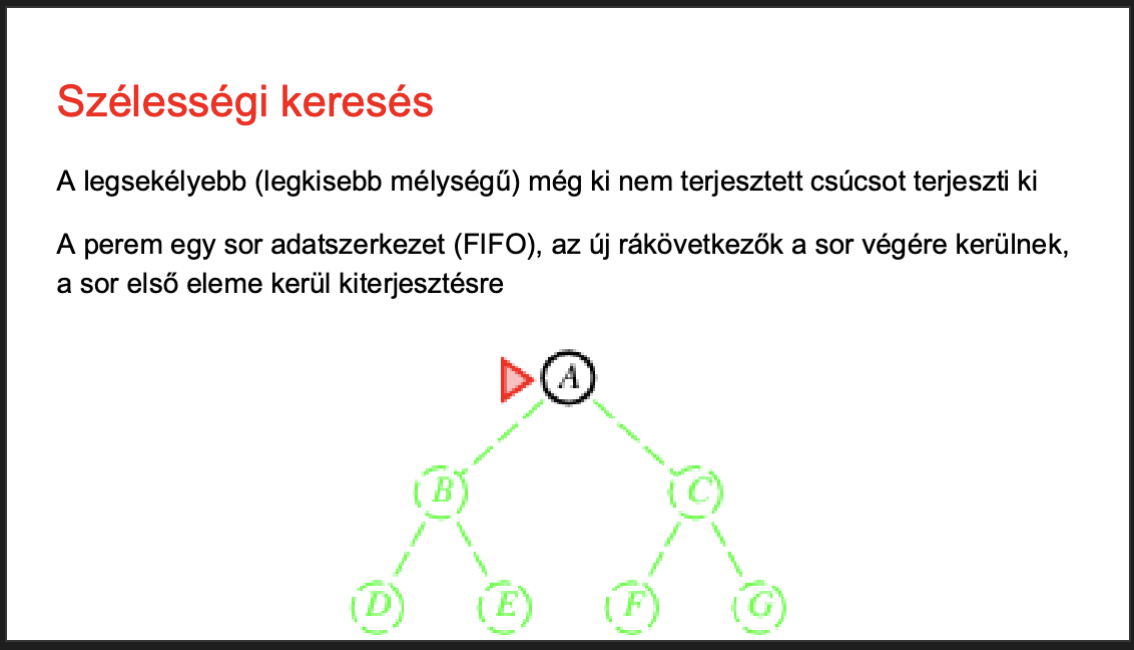 Szélességi keresés
A legsekélyebb (legkisebb mélységű) még ki nem terjesztett csúcsot terjeszti ki
A perem egy sor adatszerkezet (FIFO), az új rákövetkezők a sor végére kerülnek,
a sor első eleme kerül kiterjesztésre
A
B C
D E F G